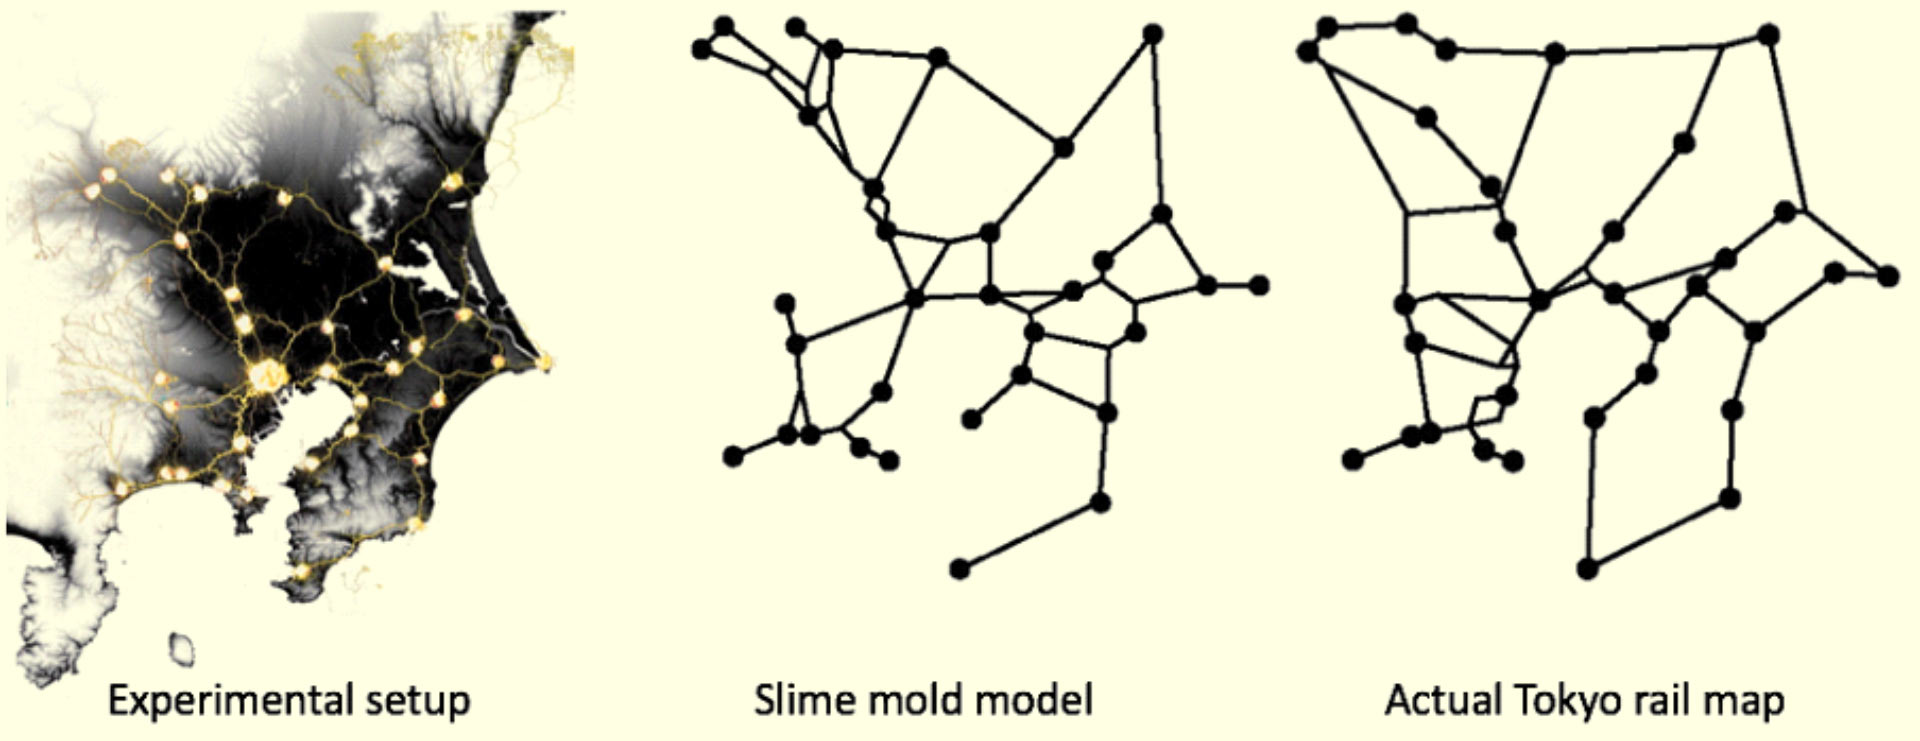 Experimental setup
Slime mold model
Actual Tokyo rail map